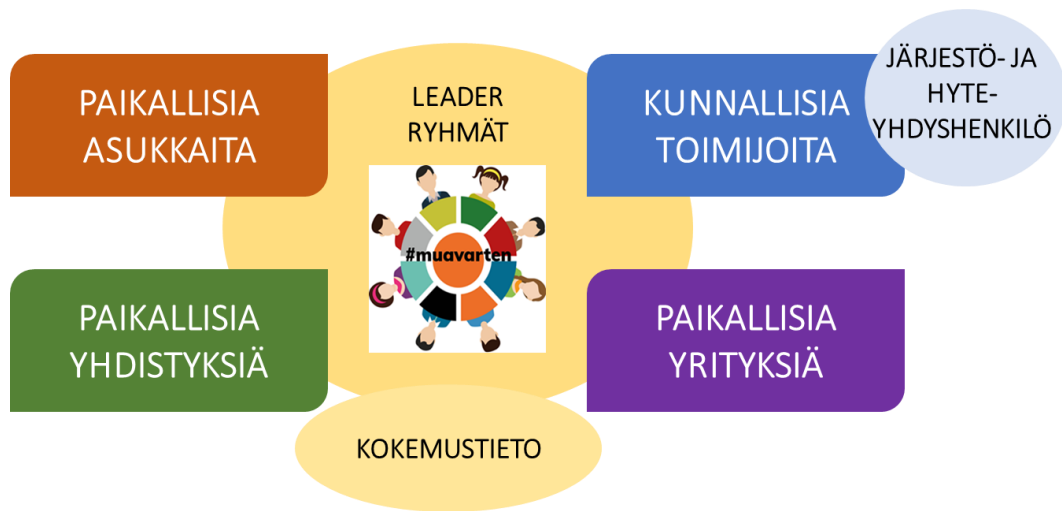 PAIKALLISIA
ASUKKAITA
LEADER
RYHMÄT
KUNNALLISIA
TOIMIJOITA
JÄRJESTÖ- JA
HYTE-
YHDYSHENKILÖ
#muavarten
PAIKALLISIA
YHDISTYKSIÄ
PAIKALLISIA
YRITYKSIÄ
KOKEMUSTIETO